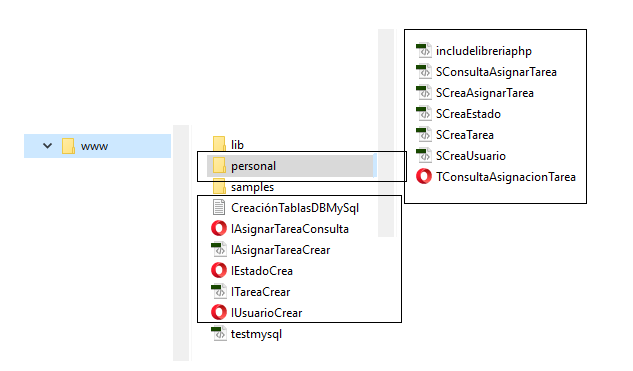 www
lib
personal
samples
CreaciónTablasDBMySql
IAsignarTareaConsulta
IAsignarTareaCrear
IEstadoCrea
ITareaCrear
IUsuarioCrear
testmysql
includelibreriaphp
SConsultaAsignarTarea
SCreaAsignarTarea
SCreaEstado
SCreaTarea
SCreaUsuario
TConsultaAsignacionTarea